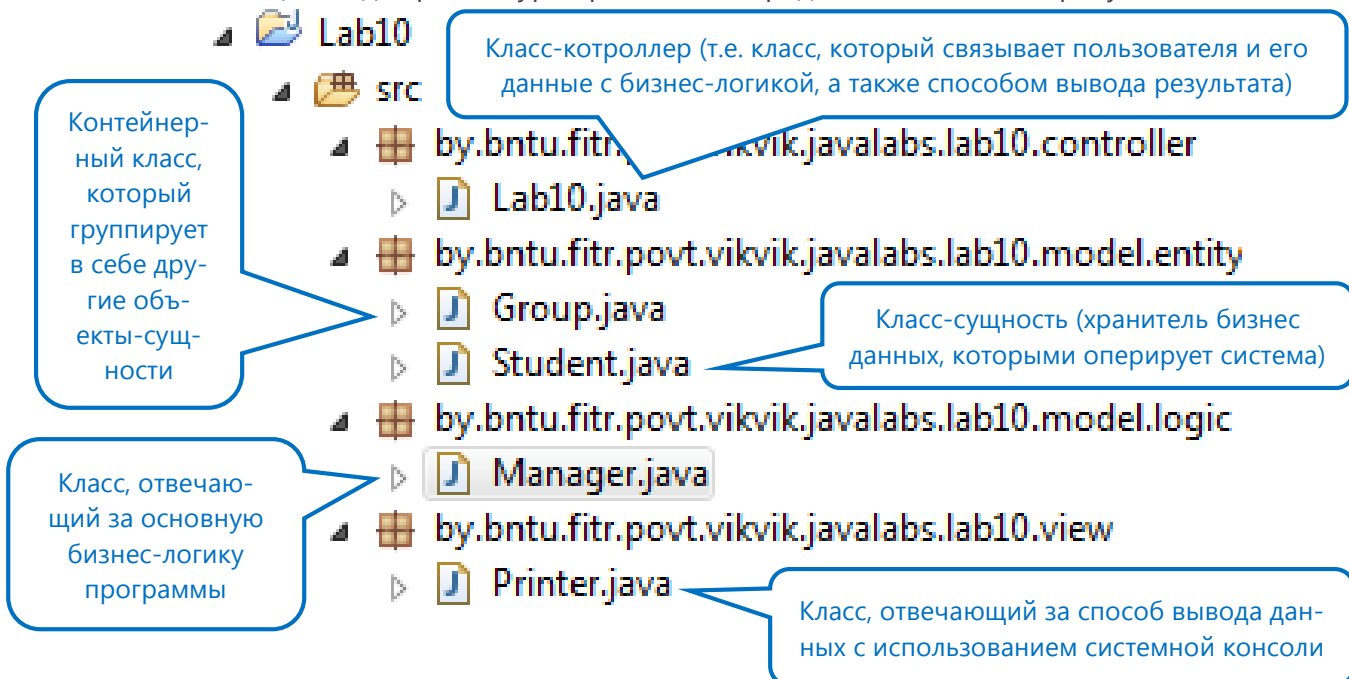 Lab10
Класс-котроллер (т.е. класс, который связывает пользователя и его
данные с бизнес-логикой, а также способом вывода результата)
src
Контейнер-
ный класс,
который
группирует
в себе дру-
гие объ-
екты-сущ-
ности
by.bntu.fitr.povt.vikvik.javalabs.lab10.controller
Lab10.java
by.bntu.fitr.povt.vikvik.javalabs.lab10.model.entity
Group.java
Класс-сущность (хранитель бизнес
данных, которыми оперирует система)
Student.java
by.bntu.fitr.povt.vikvik.javalabs.lab10.model.logic
Manager.java
Класс, отвечаю-
щий за основную
бизнес-логику
программы
by.bntu.fitr.povt.vikvik.javalabs.lab10.view
Printer.java
Класс, отвечающий за способ вывода дан-
ных с использованием системной консоли